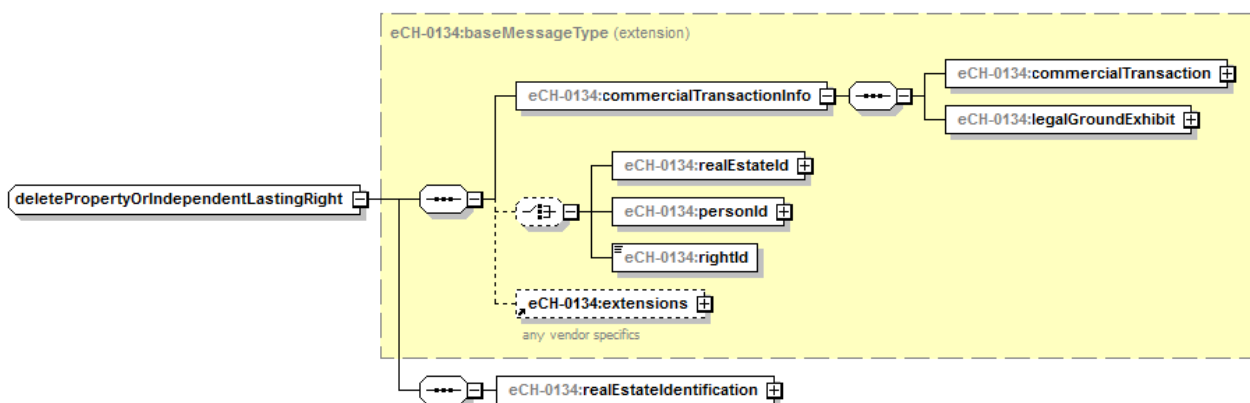 eCH-0134:baseMessageType (extension)
eCH-0134:commercialTransactionInfo
eCH-0134:commercialTransaction
eCH-0134:legalGroundExhibit
deletePropertyOrIndependentLastingRight
eCH-0134:realEstateId
eCH-0134:personId
eCH-0134:rightId
eCH-0134:extensions
any vendor specifics
eCH-0134:realEstateIdentification